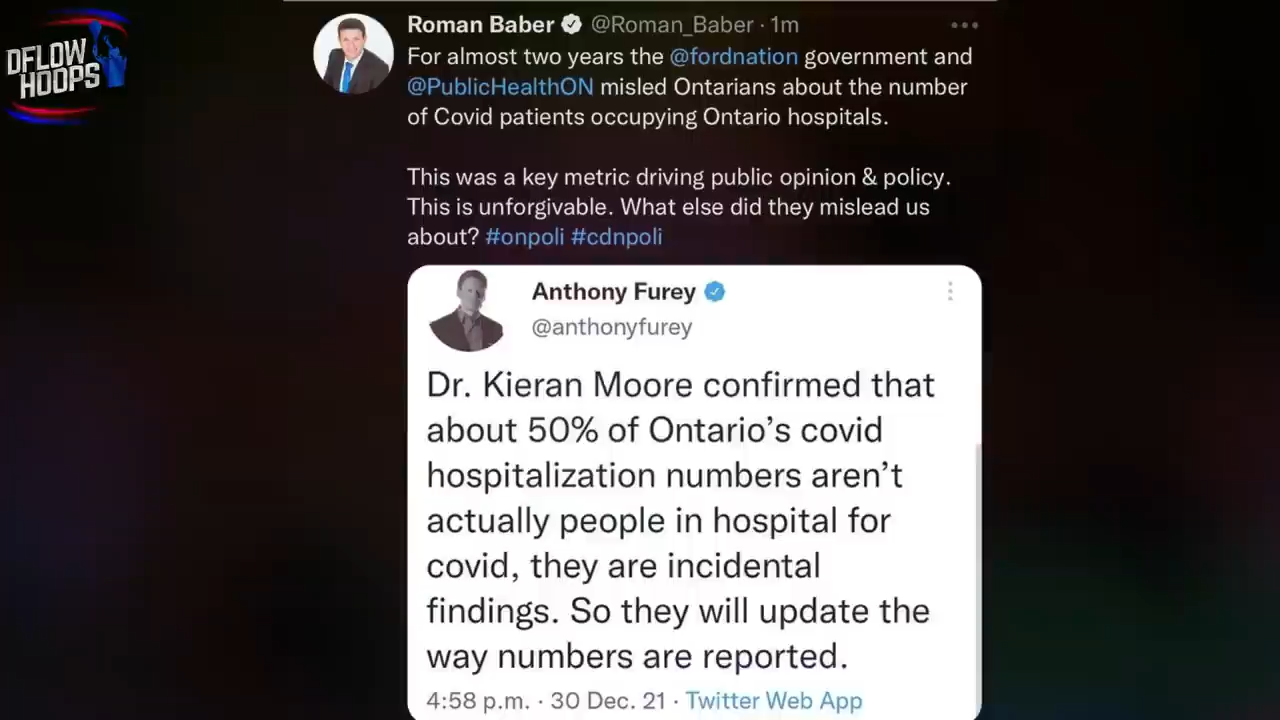 DFLOW
HOOPS
Roman Baber @Roman_Baber · 1m
For almost two years the @fordnation government and
@PublicHealthON misled Ontarians about the number
of Covid patients occupying Ontario hospitals.
This was a key metric driving public opinion & policy.
This is unforgivable. What else did they mislead us
about? #onpoli #cdnpoli
Anthony Furey
@anthonyfurey
Dr. Kieran Moore confirmed that
about 50% of Ontario’s covid
hospitalization numbers aren’t
actually people in hospital for
covid, they are incidental
findings. So they will update the
way numbers are reported.
4:58 p.m. · 30 Dec. 21 · Twitter Web App